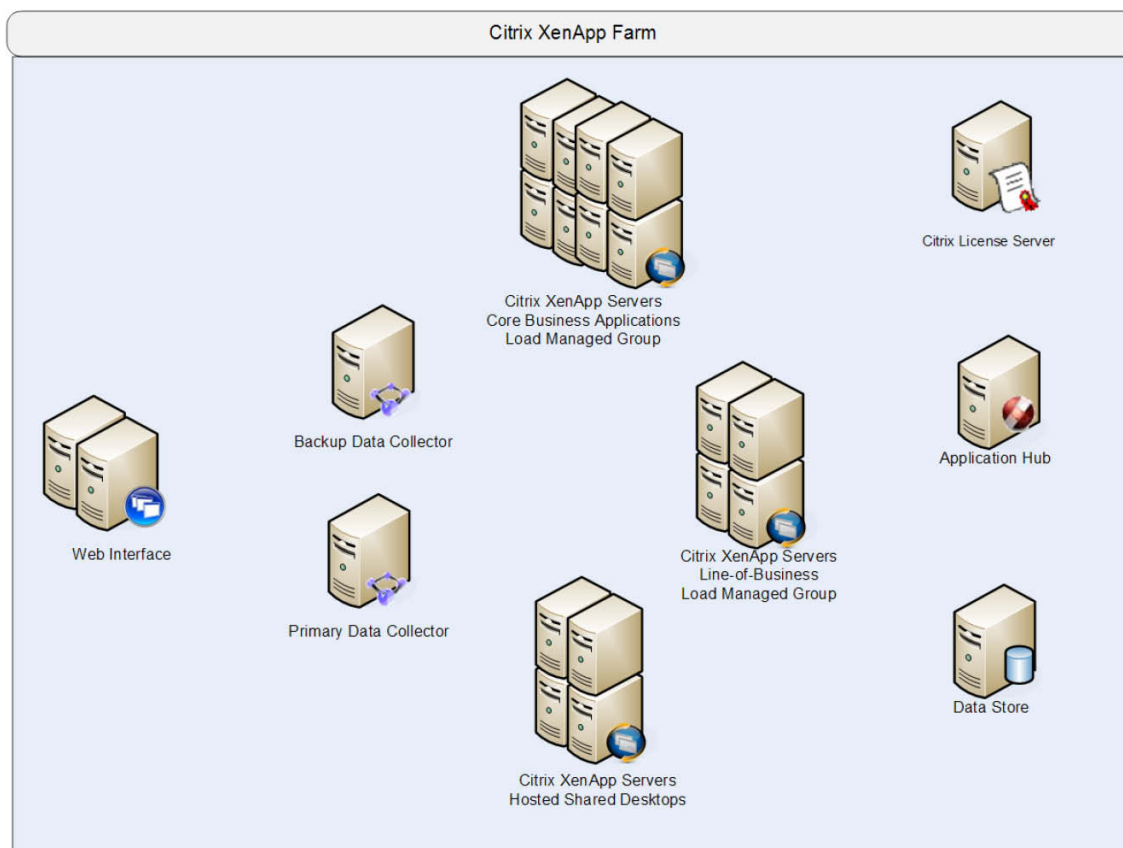 Citrix XenApp Farm
Citrix XenApp Servers
Core Business Applications
Load Managed Group
Citrix License Server
Backup Data Collector
Application Hub
Web Interface
Citrix XenApp Servers
Line-of-Business
Load Managed Group
Primary Data Collector
Data Store
Citrix XenApp Servers
Hosted Shared Desktops